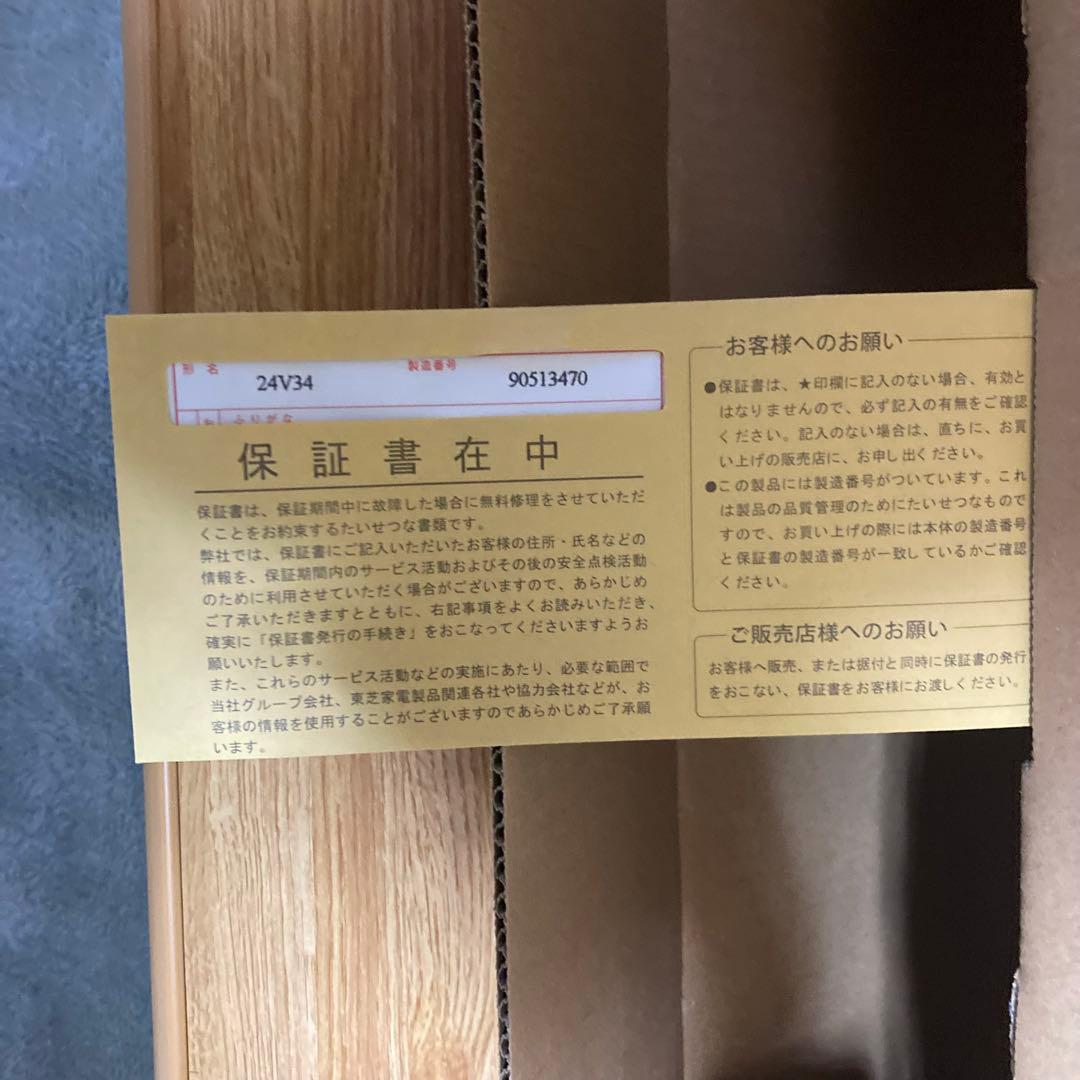 形名 24V34 製造番号 90513470
ふりがな
保証書在中
保証書は、保証期間中に故障した場合に無料修理をさせていただ
くことをお約束するたいせつな書類です。
弊社では、保証書にご記入いただいたお客様の住所・氏名などの
情報を、保証期間内のサービス活動およびその後の安全点検活動
のために利用させていただく場合がございますので、あらかじめ
ご了承いただきますとともに、右記事項をよくお読みいただき、
確実に「保証書発行の手続き」をおこなってくださいますようお
願いいたします。
また、これらのサービス活動などの実施にあたり、必要な範囲で
当社グループ会社、東芝家電製品関連各社や協力会社などが、お
客様の情報を使用することがございますのであらかじめご了承願
います。
お客様へのお願い
●保証書は、★印欄に記入のない場合、有効と
はなりませんので、必ず記入の有無をご確認
ください。記入のない場合は、直ちに、お買
い上げの販売店に、お申し出ください。
●この製品には製造番号がついています。これ
は製品の品質管理のためにたいせつなもので
すので、お買い上げの際には本体の製造番号
と保証書の製造番号が一致しているかご確認
ください。
ご販売店様へのお願い
お客様へ販売、または据付と同時に保証書の発行
をおこない、保証書をお客様にお渡しください。